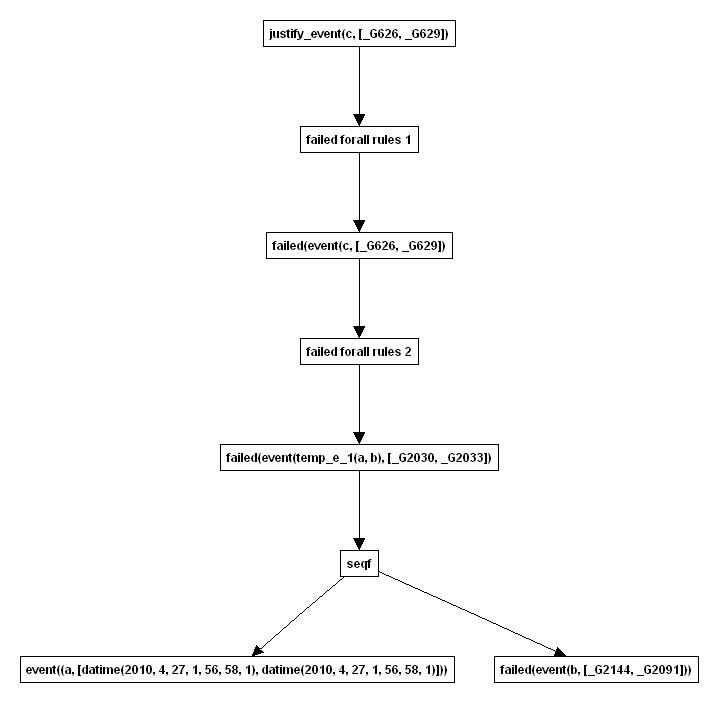 justify_event(c, [_G626, _G629])
failed forall rules 1
failed(event(c, [_G626, _G629])
failed forall rules 2
failed(event(temp_e_1(a, b), [_G2030, _G2033])
seqf
event((a, [datime(2010, 4, 27, 1, 56, 58, 1), datime(2010, 4, 27, 1, 56, 58, 1)]))
failed(event(b, [_G2144, _G2091]))